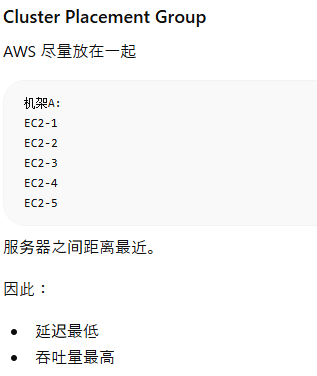 Cluster Placement Group
AWS 尽量放在一起
机架A:
EC2-1
EC2-2
EC2-3
EC2-4
EC2-5
服务器之间距离最近。
因此：
• 延迟最低
• 吞吐量最高